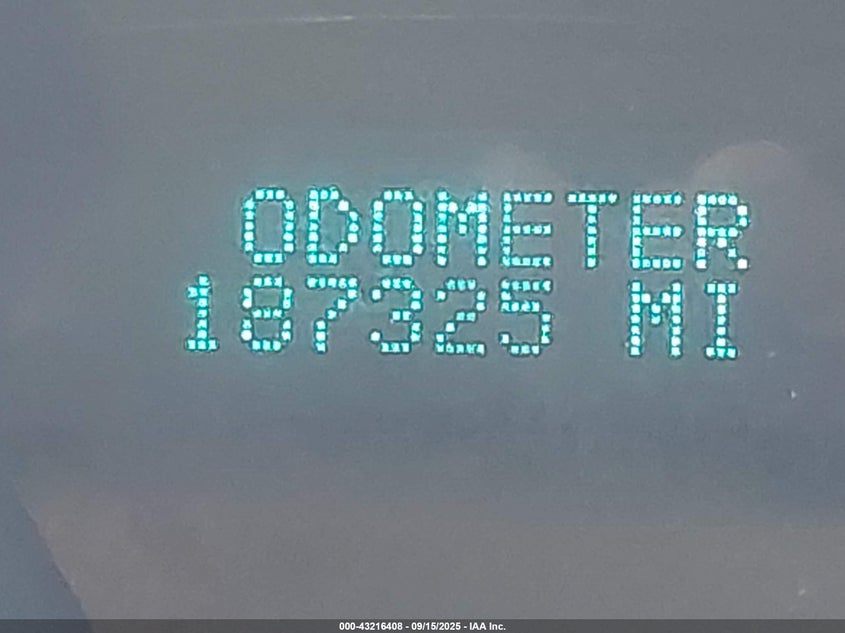 ODOMETER
187325 MI
000-43216408 - 09/15/2025 - IAA Inc.